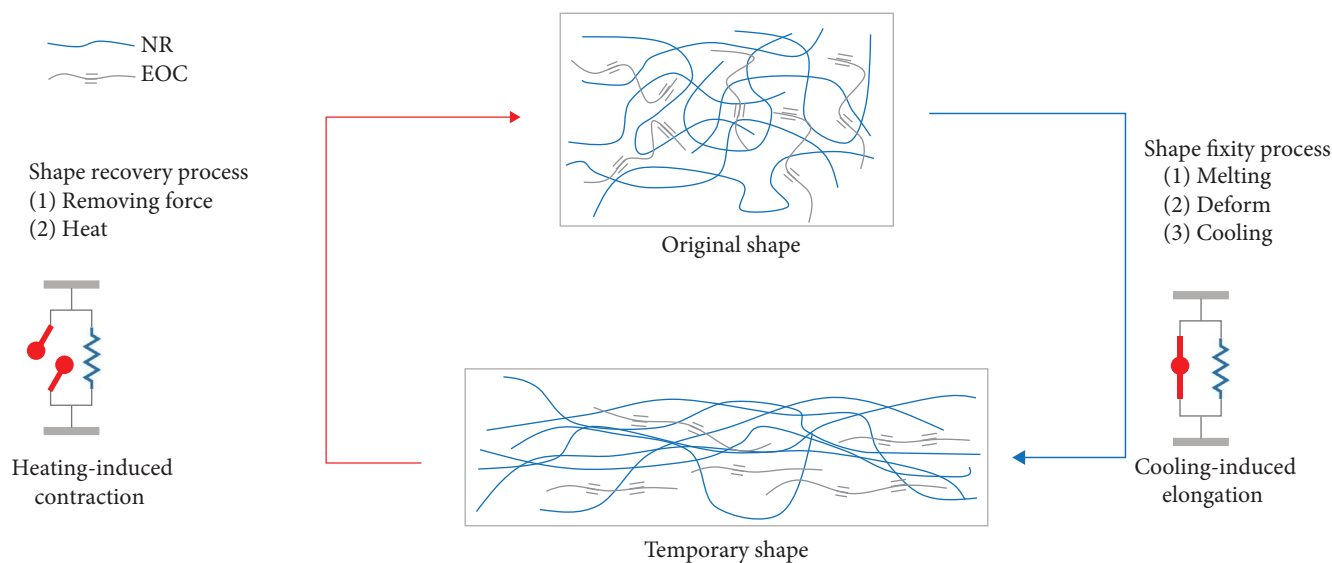 NR
EOC
Shape recovery process
(1) Removing force
(2) Heat
Heating-induced
contraction
Original shape
Temporary shape
Shape fixity process
(1) Melting
(2) Deform
(3) Cooling
Cooling-induced
elongation